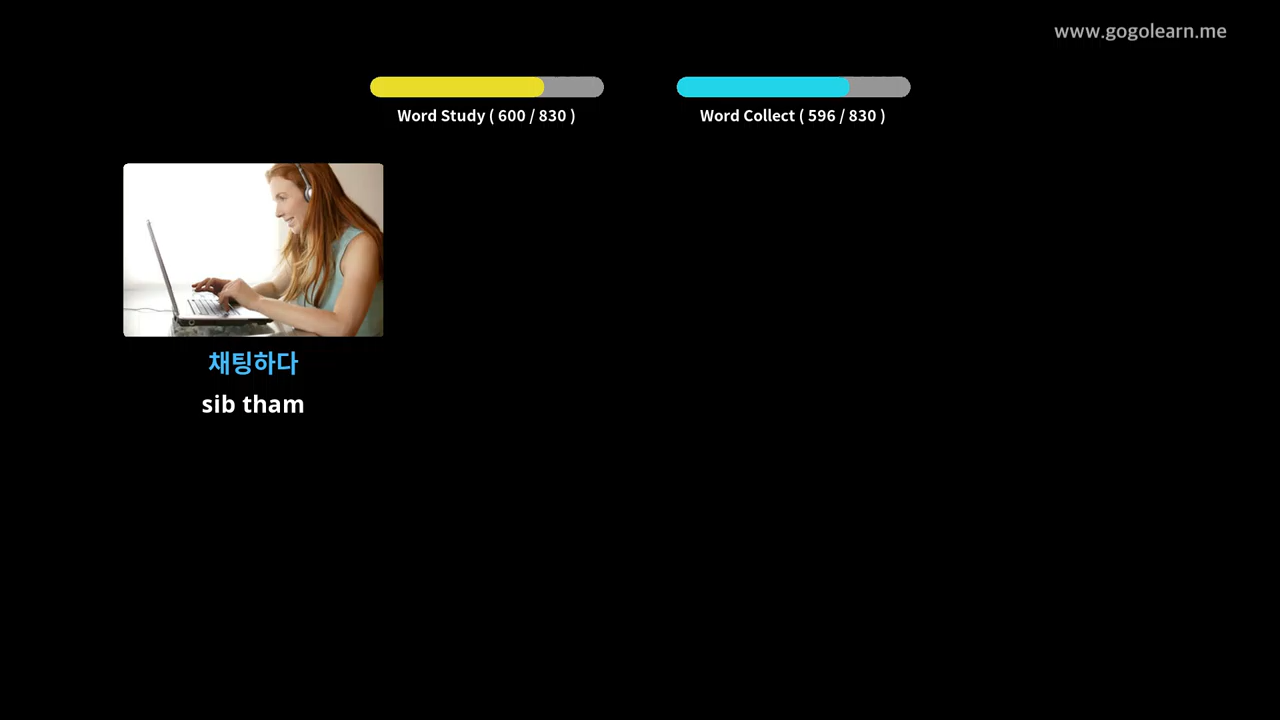 www.gogolearn.me
Word Study ( 600 / 830 )
Word Collect ( 596 / 830 )
채팅하다
sib tham